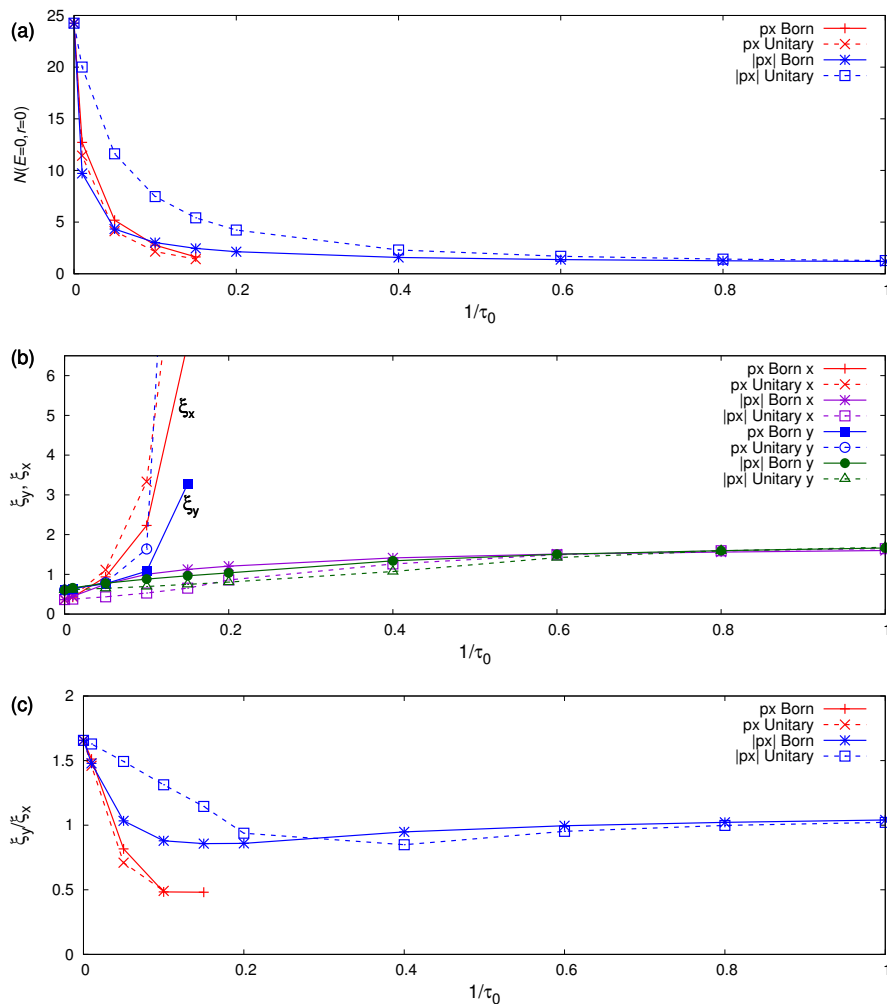 (a)
25
20
15
10
5
0
N(E=0,r=0)
px Born
px Unitary
|px| Born
|px| Unitary
0 0.2 0.4 0.6 0.8 1
1/τ0
(b)
6
5
4
3
2
1
0
ξy, ξx
px Born x
px Unitary x
|px| Born x
|px| Unitary x
px Born y
px Unitary y
|px| Born y
|px| Unitary y
ξx
ξy
0 0.2 0.4 0.6 0.8 1
1/τ0
(c)
2
1.5
1
0.5
0
ξy/ξx
px Born
px Unitary
|px| Born
|px| Unitary
0 0.2 0.4 0.6 0.8 1
1/τ0